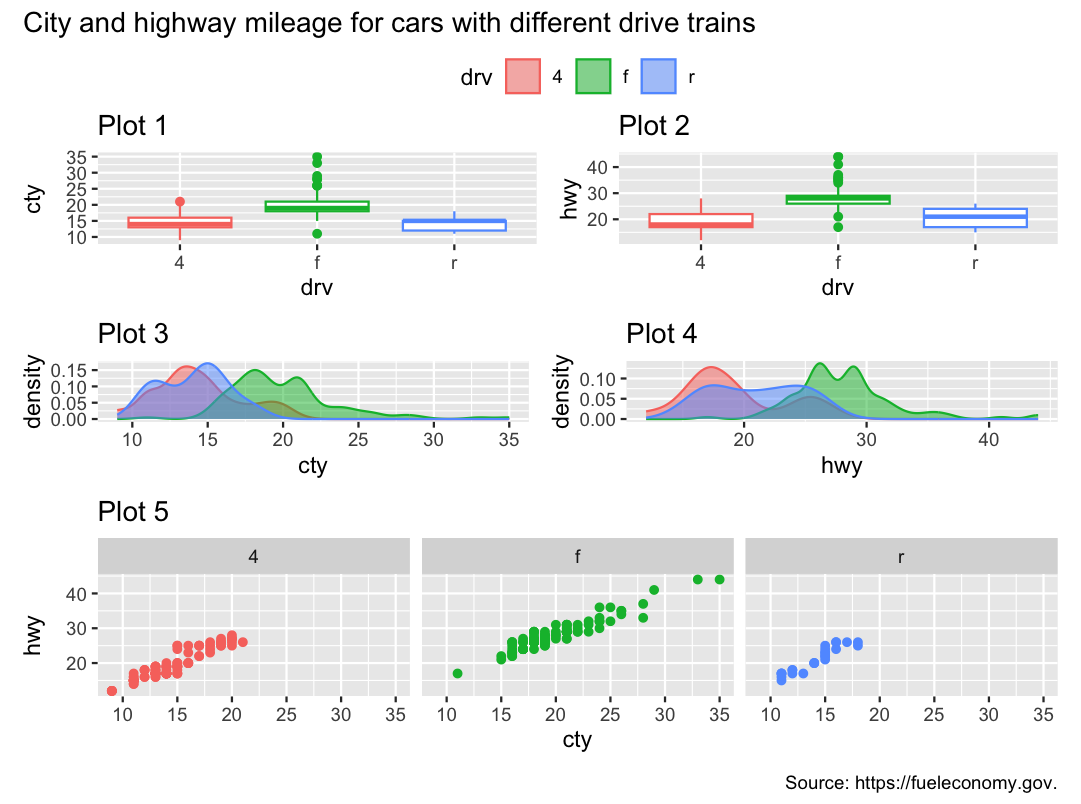 City and highway mileage for cars with different drive trains
drv 4 f r
Plot 1
cty
35
30
25
20
15
10
4 f r
drv
Plot 2
hwy
40
30
20
4 f r
drv
Plot 3
density
0.15
0.10
0.05
0.00
10 15 20 25 30 35
cty
Plot 4
density
0.10
0.05
0.00
20 30 40
hwy
Plot 5
4 f r
hwy
40
30
20
10 15 20 25 30 35 10 15 20 25 30 35 10 15 20 25 30 35
cty
Source: https://fueleconomy.gov.